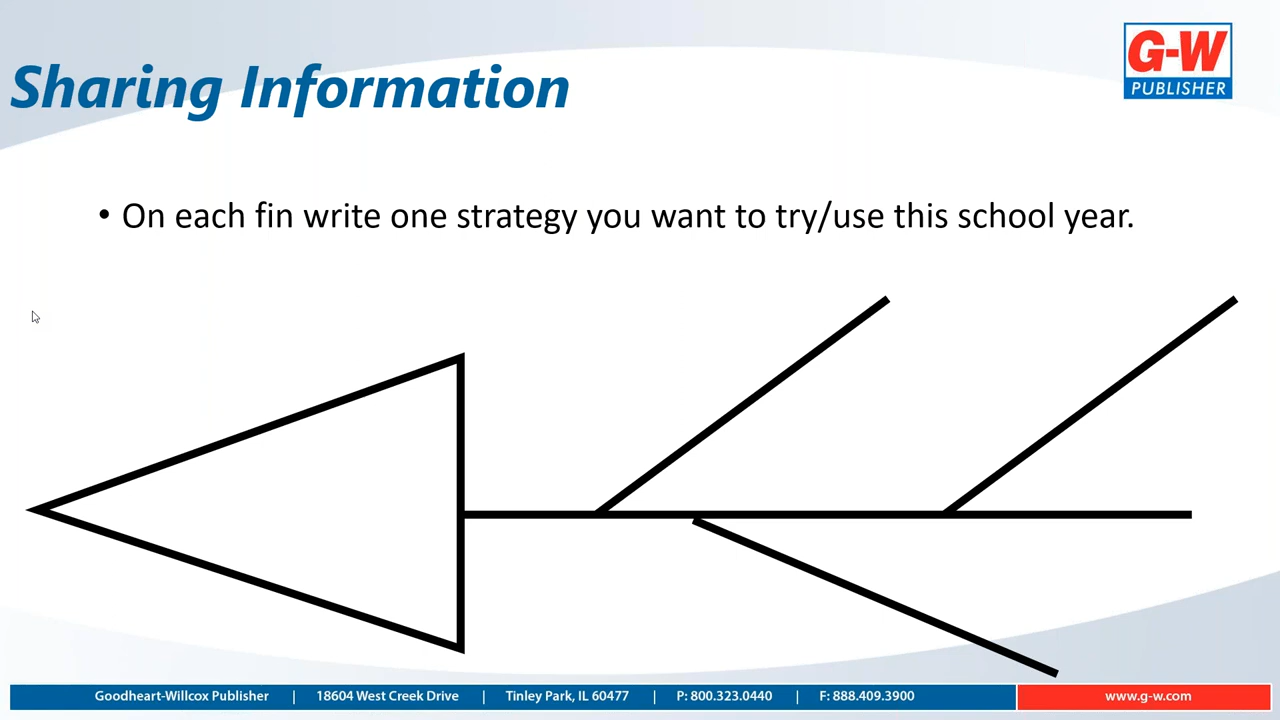 Sharing Information
G-W
PUBLISHER
• On each fin write one strategy you want to try/use this school year.
Goodheart-Willcox Publisher | 18604 West Creek Drive | Tinley Park, IL 60477 | P: 800.323.0440 | F: 888.409.3900 www.g-w.com